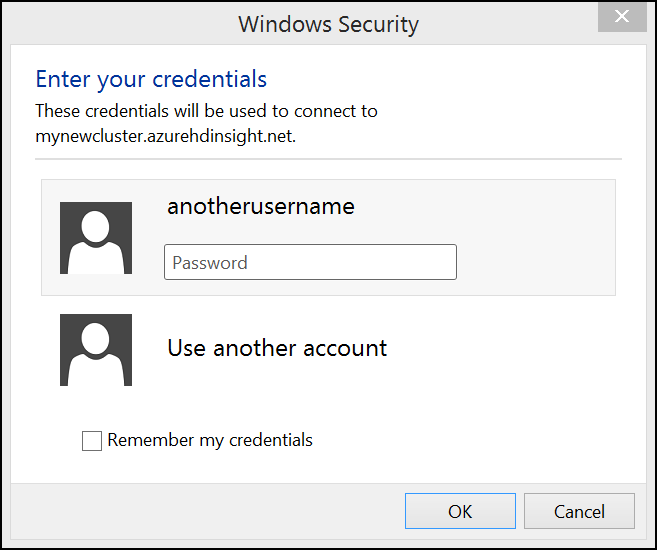 Windows Security
Enter your credentials
These credentials will be used to connect to
mynewcluster.azurehdinsight.net.
anotherusername
Password
Use another account
Remember my credentials
OK
Cancel